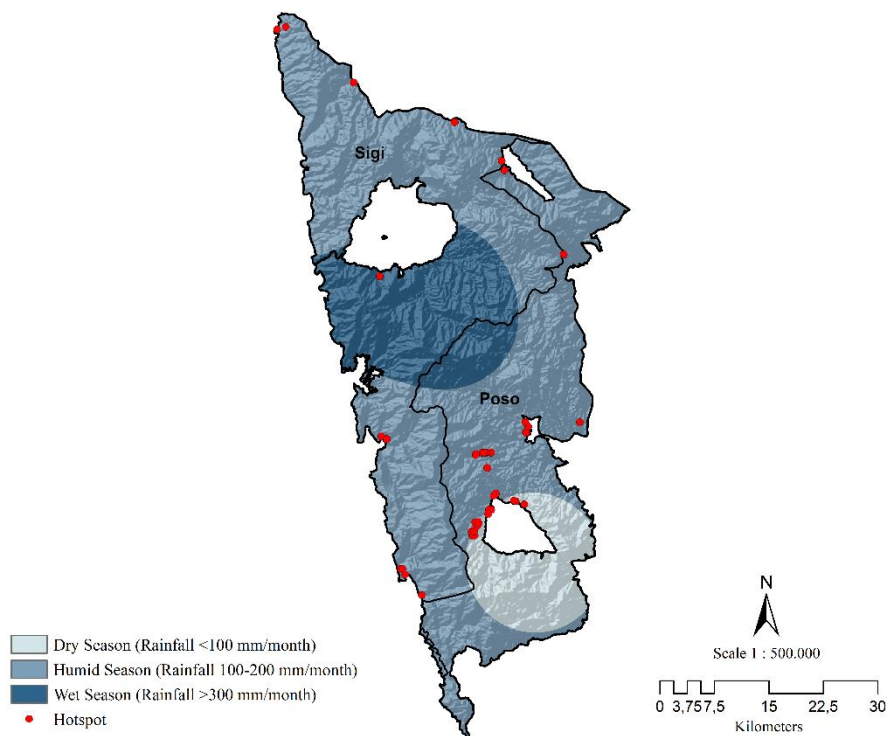 Sigi
Poso
Dry Season (Rainfall <100 mm/month)
Humid Season (Rainfall 100-200 mm/month)
Wet Season (Rainfall >300 mm/month)
Hotspot
N
Scale 1 : 500.000
0 3,757,5 15 22,5 30
Kilometers